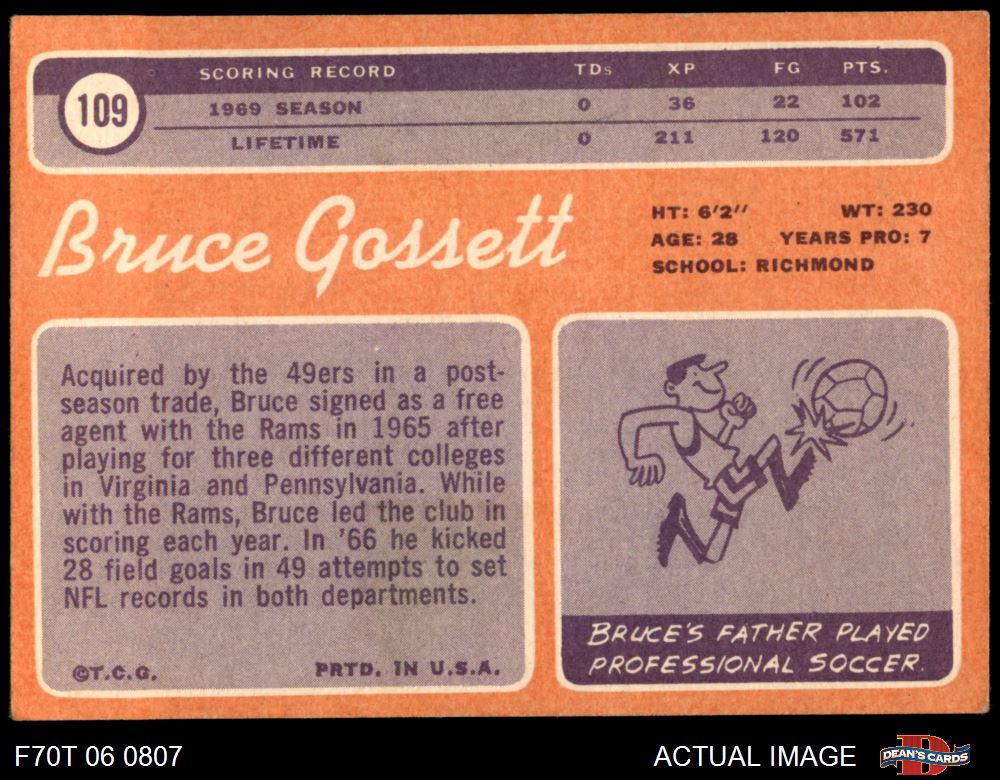 109
SCORING RECORD TDs XP FG PTS.
1969 SEASON 0 36 22 102
LIFETIME 0 211 120 571
Bruce Gossett
HT: 6'2" WT: 230
AGE: 28 YEARS PRO: 7
SCHOOL: RICHMOND
Acquired by the 49ers in a post-
season trade, Bruce signed as a free
agent with the Rams in 1965 after
playing for three different colleges
in Virginia and Pennsylvania. While
with the Rams, Bruce led the club in
scoring each year. In '66 he kicked
28 field goals in 49 attempts to set
NFL records in both departments.
©T.C.G. PRTD. IN U.S.A.
BRUCE'S FATHER PLAYED
PROFESSIONAL SOCCER.
F70T 06 0807 ACTUAL IMAGE
D
DEAN'S CARDS